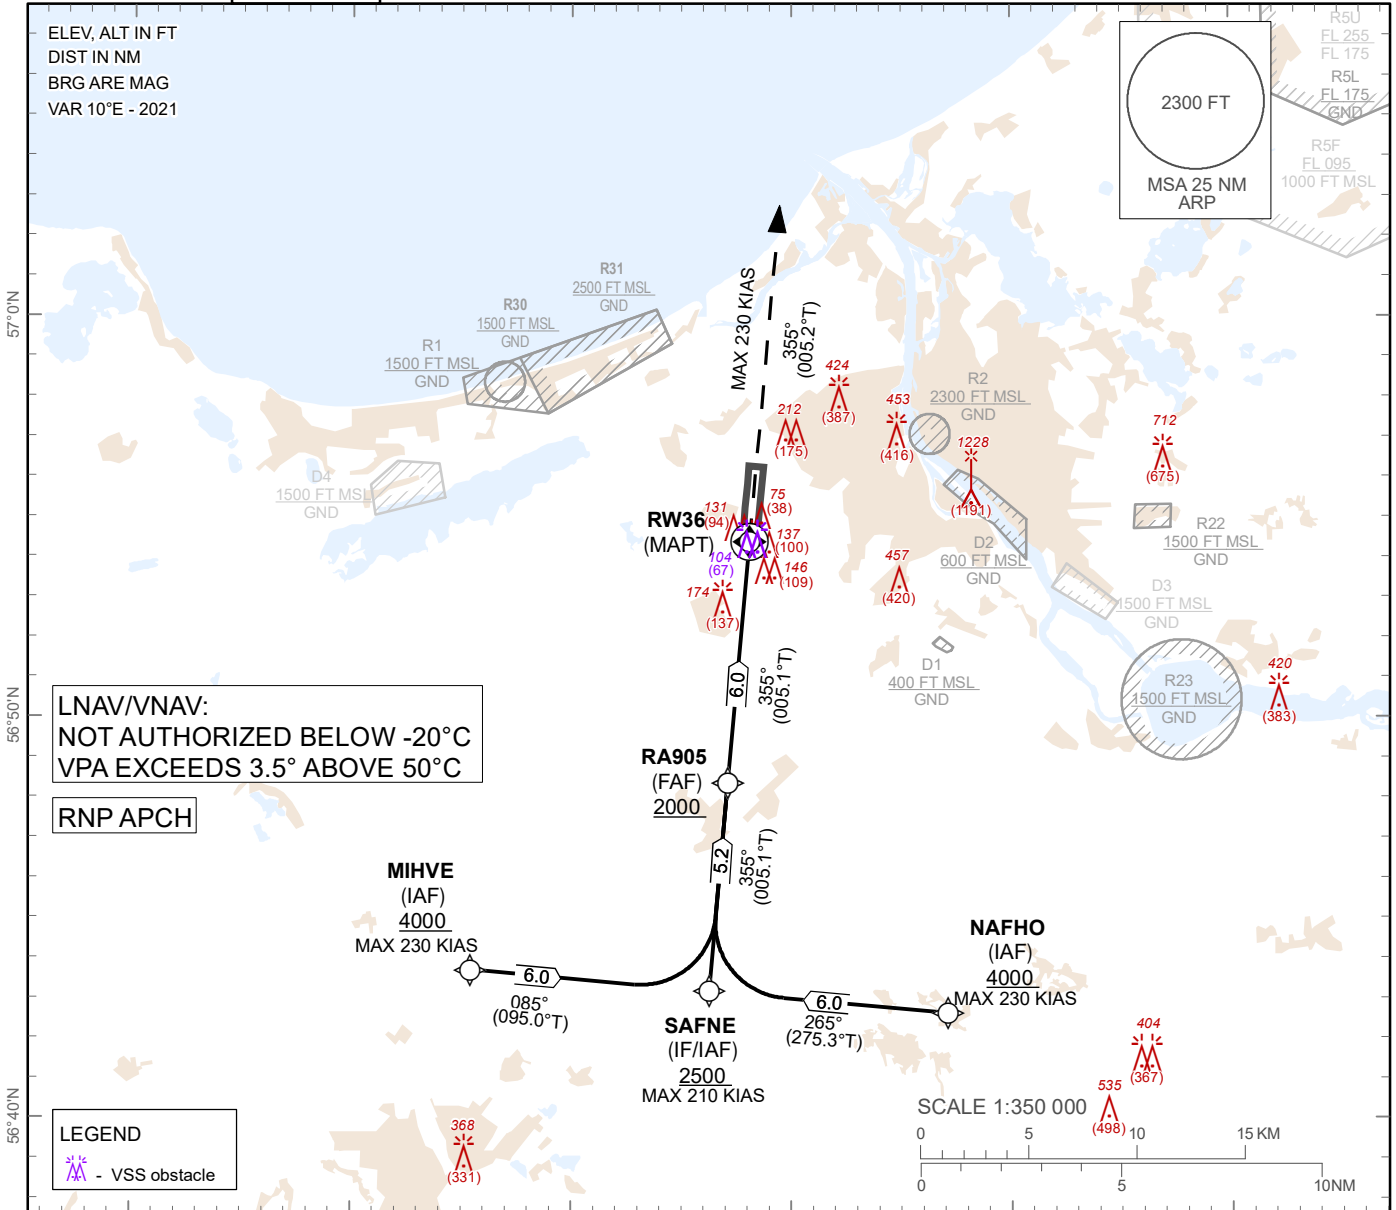 ELEV, ALT IN FT
DIST IN NM
BRG ARE MAG
VAR 10°E - 2021
2300 FT
MSA 25 NM
ARP
R5U
FL 255
FL 175
R5L
FL 175
GND
R5F
FL 095
1000 FT MSL
57°0'N
56°50'N
56°40'N
R31
2500 FT MSL
GND
R30
1500 FT MSL
GND
R1
1500 FT MSL
GND
D4
1500 FT MSL
GND
MAX 230 KIAS
355°
(005.2°T)
424
(387)
212
(175)
453
(416)
R2
2300 FT MSL
GND
1228
(1191)
712
(675)
R22
1500 FT MSL
GND
D2
600 FT MSL
GND
D3
1500 FT MSL
GND
457
(420)
D1
400 FT MSL
GND
R23
1500 FT MSL
GND
420
(383)
131
(94)
75
(38)
RW36
(MAPT)
137
(100)
104
(67)
146
(109)
174
(137)
6.0
355°
(005.1°T)
LNAV/VNAV:
NOT AUTHORIZED BELOW -20°C
VPA EXCEEDS 3.5° ABOVE 50°C
RNP APCH
RA905
(FAF)
2000
5.2
355°
(005.1°T)
MIHVE
(IAF)
4000
MAX 230 KIAS
6.0
085°
(095.0°T)
NAFHO
(IAF)
4000
MAX 230 KIAS
6.0
265°
(275.3°T)
SAFNE
(IF/IAF)
2500
MAX 210 KIAS
404
(367)
535
(498)
368
(331)
LEGEND
- VSS obstacle
SCALE 1:350 000
0 5 10 15 KM
0 5 10NM